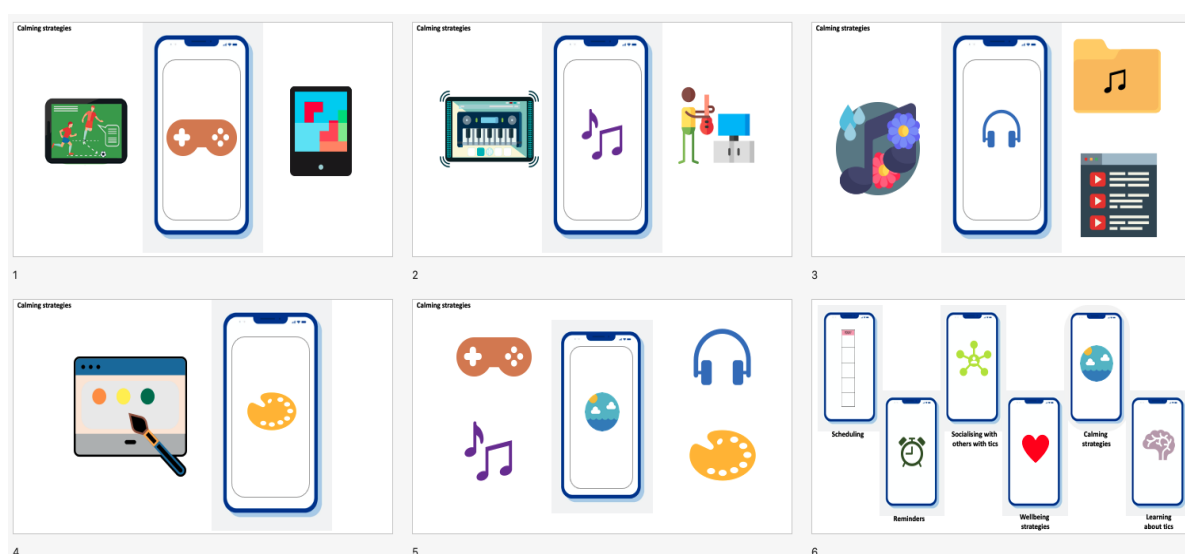 Calming strategies
Calming strategies
Calming strategies
1
2
3
Calming strategies
Calming strategies
Scheduling
Socialising with
others with tics
Calming
strategies
Reminders
Wellbeing
strategies
Learning
about tics
4
5
6